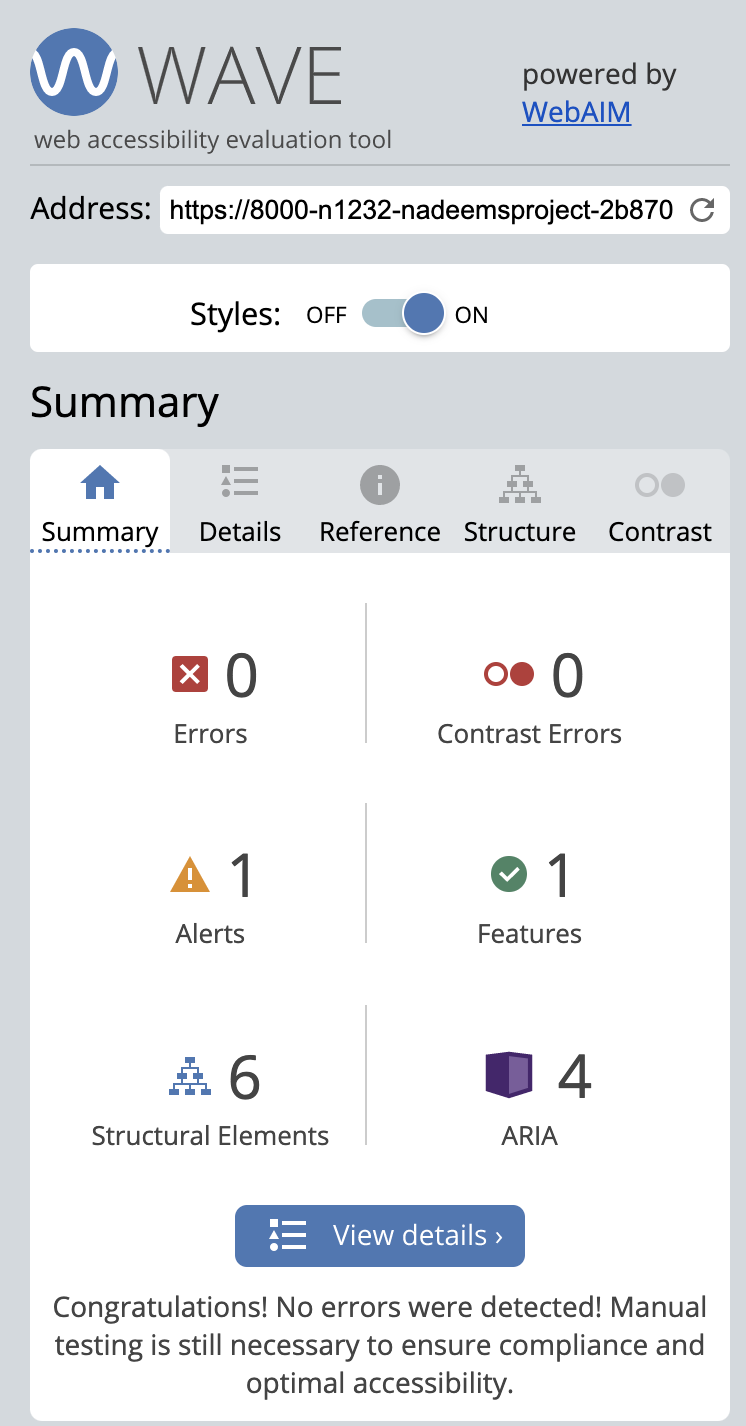 WAVE
web accessibility evaluation tool
powered by
WebAIM
Address: https://8000-n1232-nadeemsproject-2b870
Styles: OFF ON
Summary
Summary Details Reference Structure Contrast
0 0
Errors Contrast Errors
1 1
Alerts Features
6 4
Structural Elements ARIA
View details ›
Congratulations! No errors were detected! Manual
testing is still necessary to ensure compliance and
optimal accessibility.